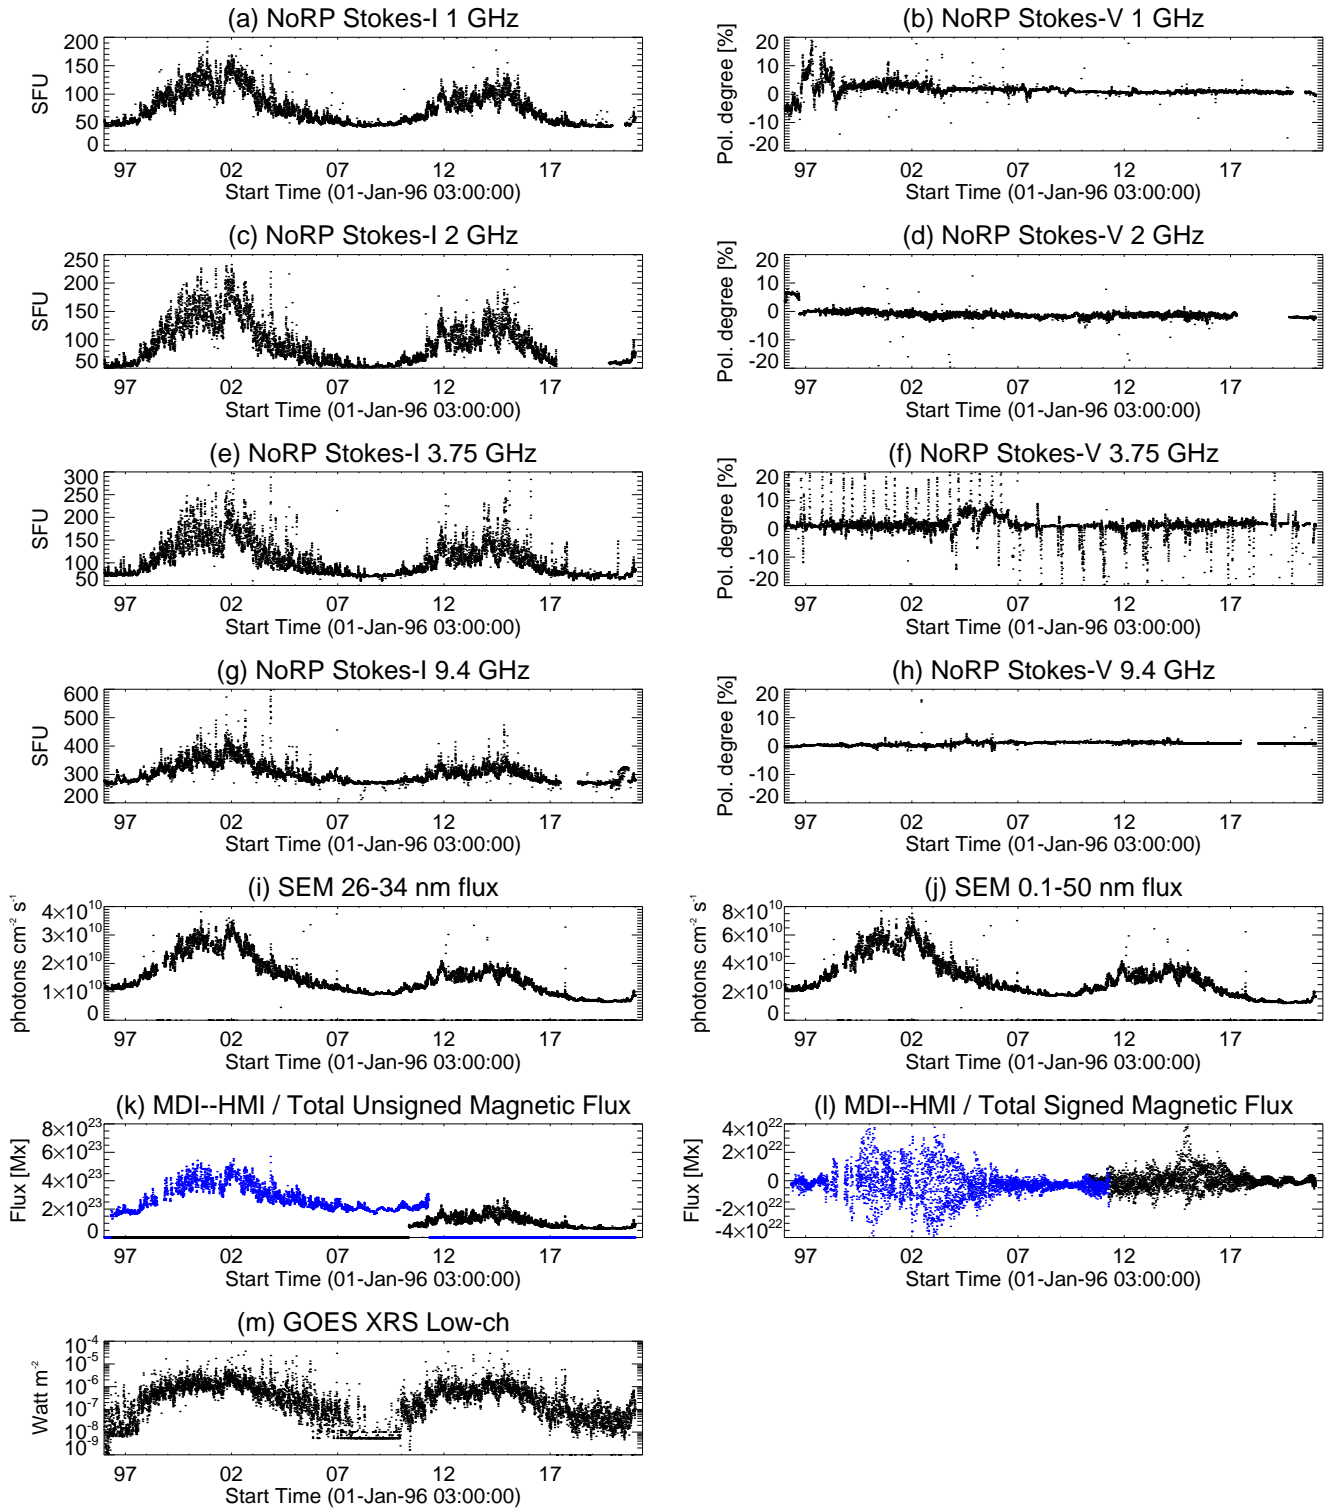 (a) NoRP Stokes-I 1 GHz
200
150
100
50
0
SFU
97 02 07 12 17
Start Time (01-Jan-96 03:00:00)
(b) NoRP Stokes-V 1 GHz
20
10
0
-10
-20
Pol. degree [%]
97 02 07 12 17
Start Time (01-Jan-96 03:00:00)
(c) NoRP Stokes-I 2 GHz
250
200
150
100
50
SFU
97 02 07 12 17
Start Time (01-Jan-96 03:00:00)
(d) NoRP Stokes-V 2 GHz
20
10
0
-10
-20
Pol. degree [%]
97 02 07 12 17
Start Time (01-Jan-96 03:00:00)
(e) NoRP Stokes-I 3.75 GHz
300
250
200
150
100
50
SFU
97 02 07 12 17
Start Time (01-Jan-96 03:00:00)
(f) NoRP Stokes-V 3.75 GHz
20
10
0
-10
-20
Pol. degree [%]
97 02 07 12 17
Start Time (01-Jan-96 03:00:00)
(g) NoRP Stokes-I 9.4 GHz
600
500
400
300
200
SFU
97 02 07 12 17
Start Time (01-Jan-96 03:00:00)
(h) NoRP Stokes-V 9.4 GHz
20
10
0
-10
-20
Pol. degree [%]
97 02 07 12 17
Start Time (01-Jan-96 03:00:00)
(i) SEM 26-34 nm flux
4×10¹⁰
3×10¹⁰
2×10¹⁰
1×10¹⁰
0
photons cm⁻² s⁻¹
97 02 07 12 17
Start Time (01-Jan-96 03:00:00)
(j) SEM 0.1-50 nm flux
8×10¹⁰
6×10¹⁰
4×10¹⁰
2×10¹⁰
0
photons cm⁻² s⁻¹
97 02 07 12 17
Start Time (01-Jan-96 03:00:00)
(k) MDI--HMI / Total Unsigned Magnetic Flux
8×10²³
6×10²³
4×10²³
2×10²³
0
Flux [Mx]
97 02 07 12 17
Start Time (01-Jan-96 03:00:00)
(l) MDI--HMI / Total Signed Magnetic Flux
4×10²²
2×10²²
0
-2×10²²
-4×10²²
Flux [Mx]
97 02 07 12 17
Start Time (01-Jan-96 03:00:00)
(m) GOES XRS Low-ch
10⁻⁴
10⁻⁵
10⁻⁶
10⁻⁷
10⁻⁸
10⁻⁹
Watt m⁻²
97 02 07 12 17
Start Time (01-Jan-96 03:00:00)